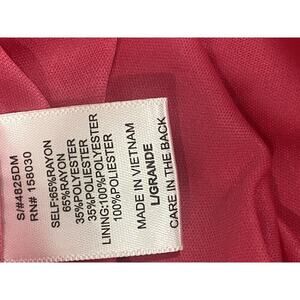 S/#4825DM
RN# 158030
SELF:65%RAYON
65%RAYON
35%POLYESTER
35%POLIESTER
LINING:100%POLYESTER
100%POLIESTER
MADE IN VIETNAM
LIGRANDE
CARE IN THE BACK